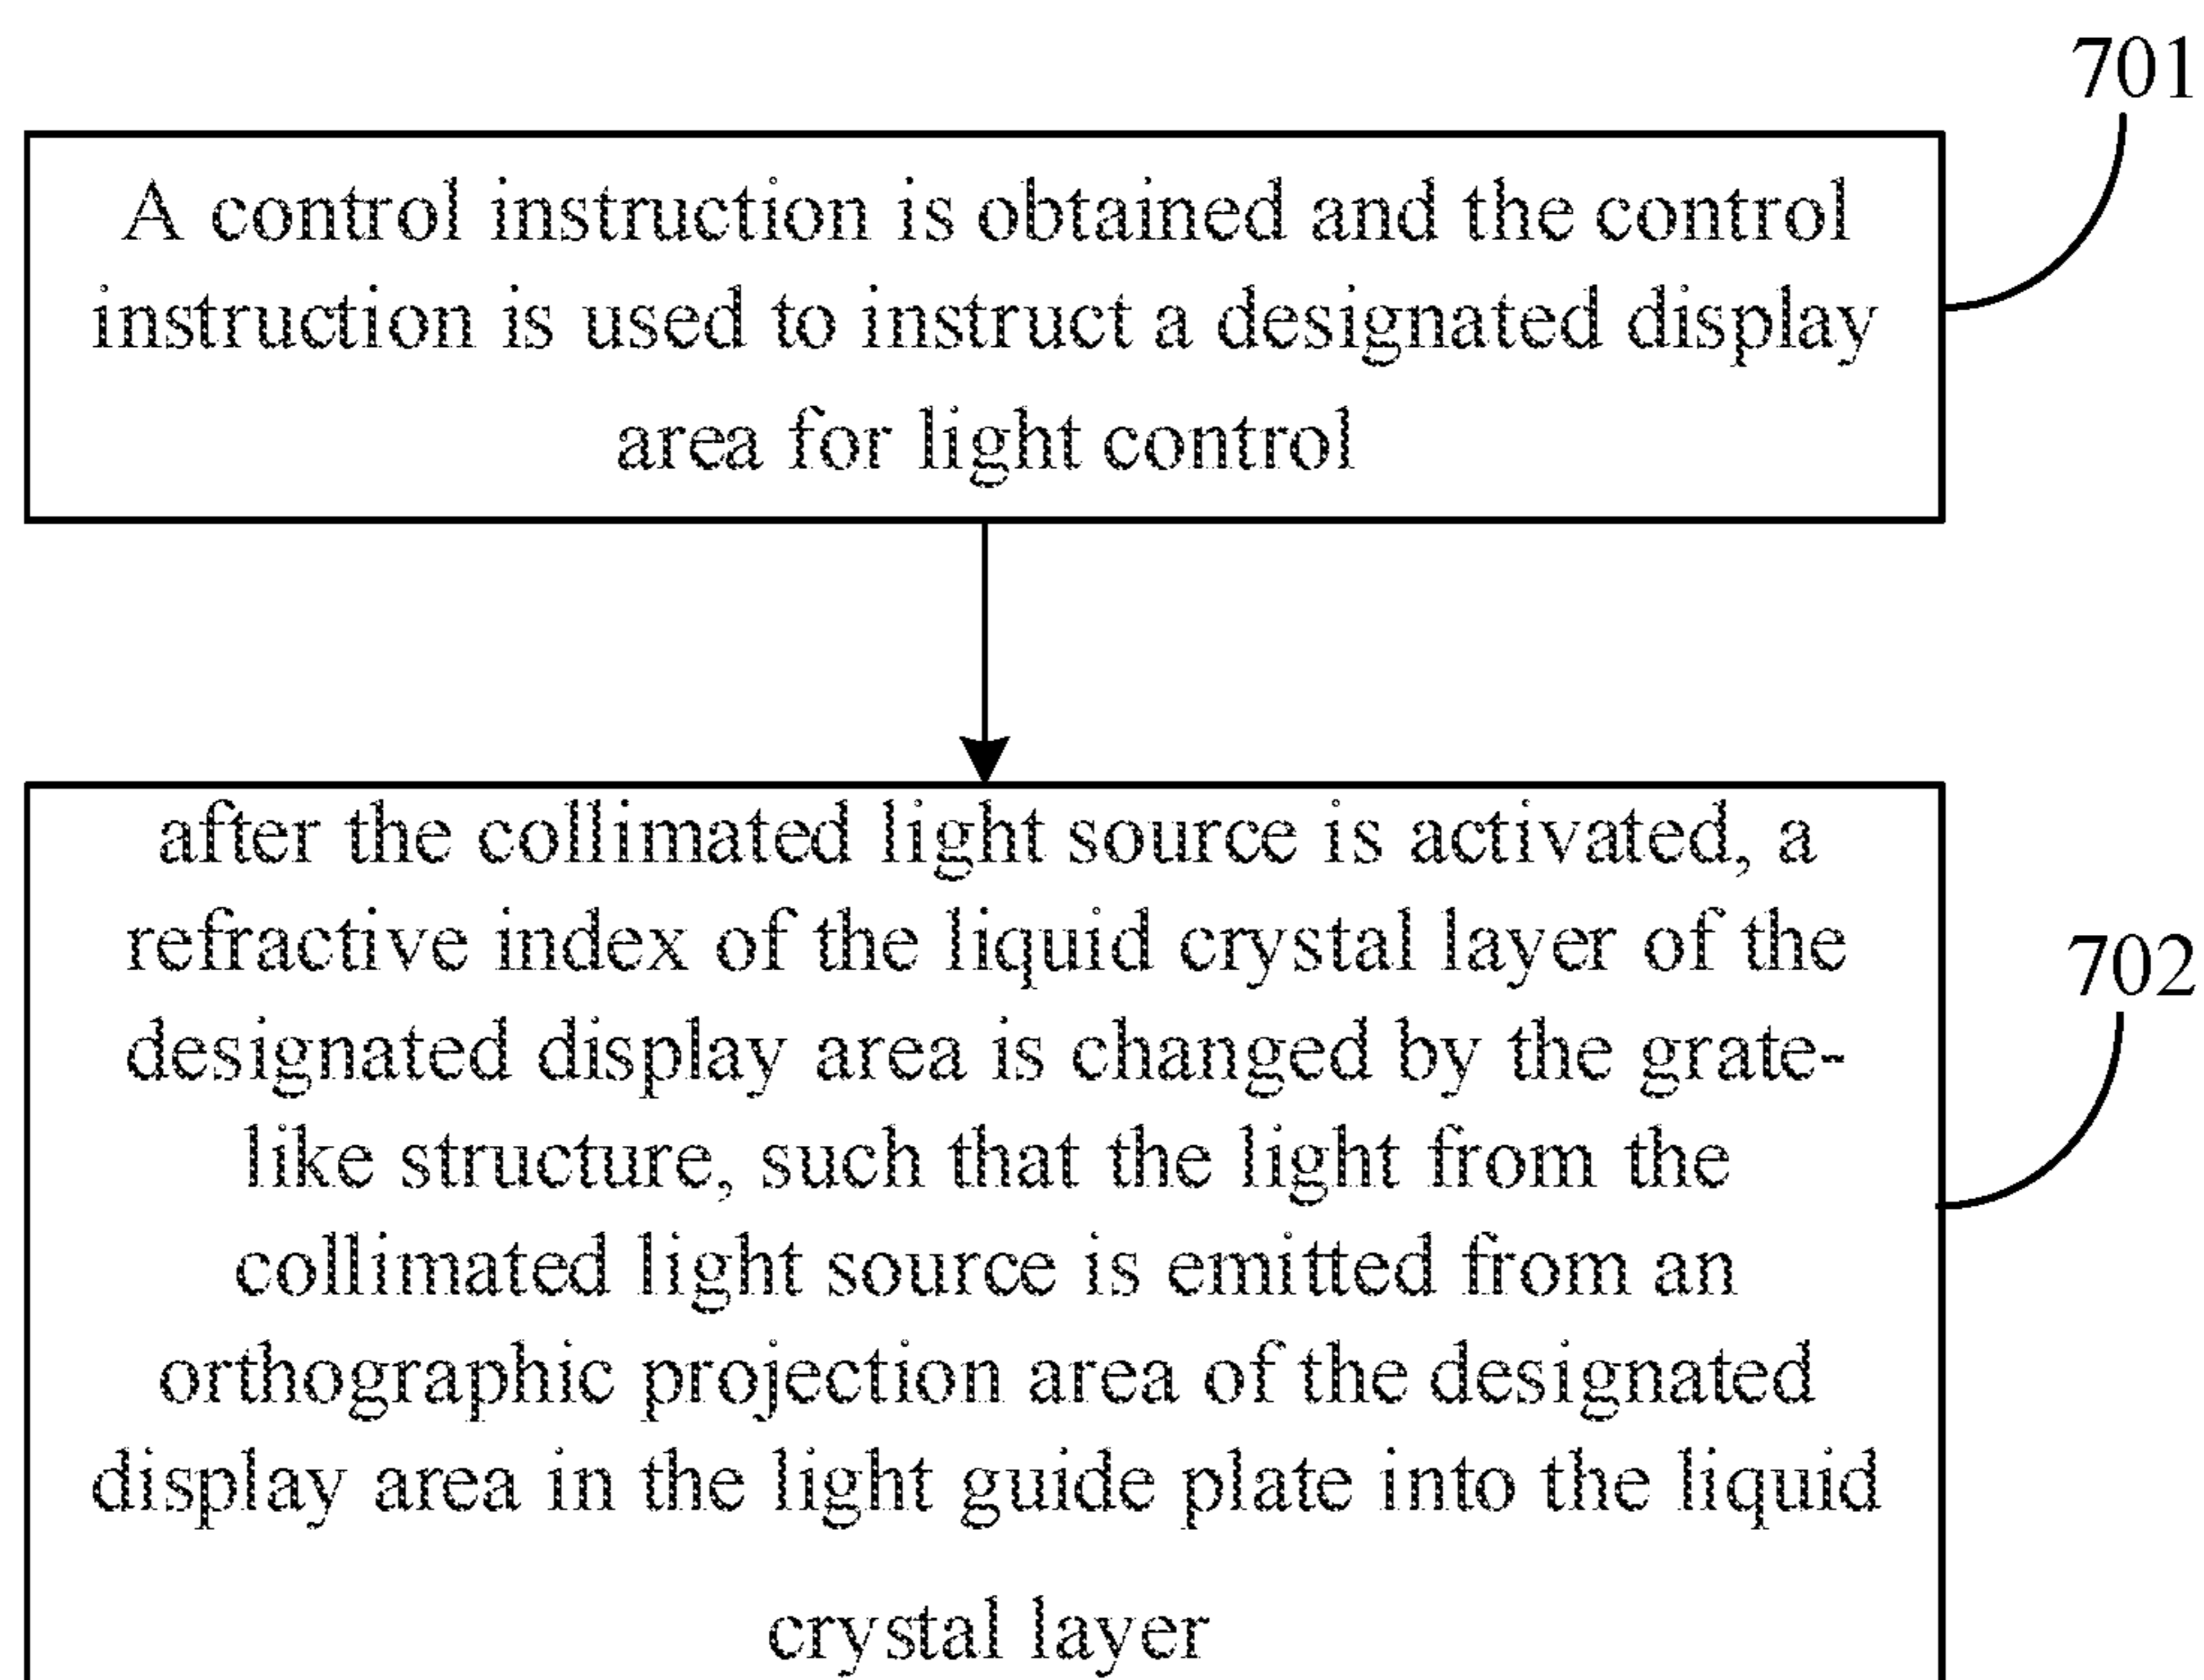 701
A control instruction is obtained and the control
instruction is used to instruct a designated display
area for light control
after the collimated light source is activated, a
refractive index of the liquid crystal layer of the
designated display area is changed by the grate-
like structure, such that the light from the
collimated light source is emitted from an
orthographic projection area of the designated
display area in the light guide plate into the liquid
crystal layer
702